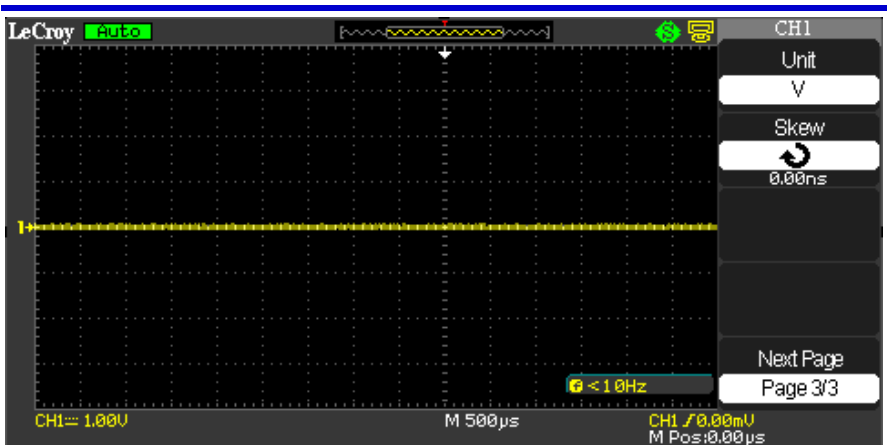 LeCroy Auto CH1
Unit
V
Skew
0.00ns
1
f <10Hz
Next Page
Page 3/3
CH1 1.00V M 500µs CH1 0.00mV
M Pos:0.00µs